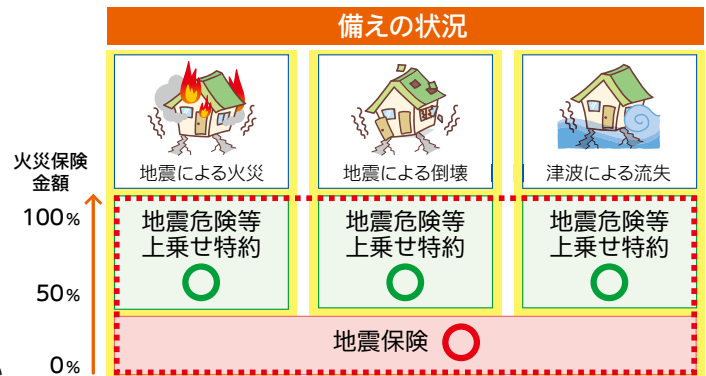 備えの状況
地震による火災
地震による倒壊
津波による流失
火災保険
金額
100%
50%
0%
地震危険等
上乗せ特約
地震危険等
上乗せ特約
地震危険等
上乗せ特約
地震保険